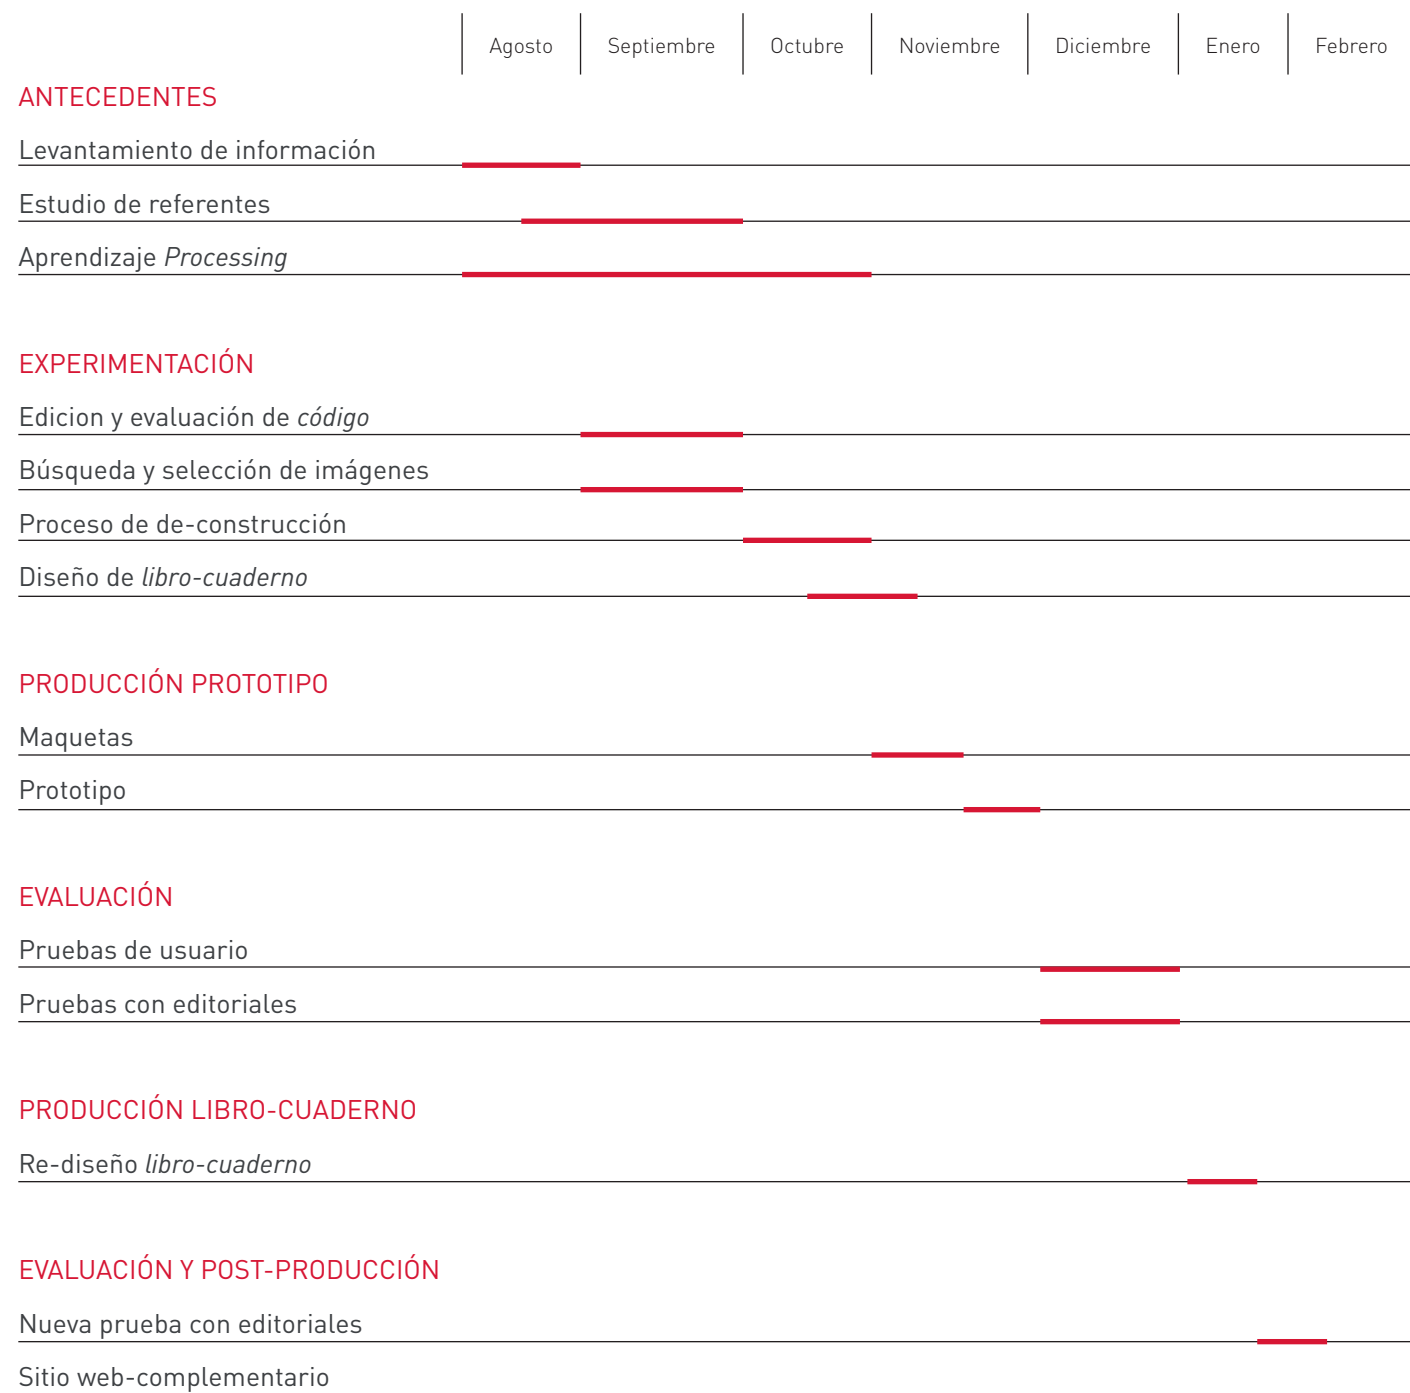 Agosto Septiembre Octubre Noviembre Diciembre Enero Febrero
ANTECEDENTES
Levantamiento de información
Estudio de referentes
Aprendizaje Processing
EXPERIMENTACIÓN
Edicion y evaluación de código
Búsqueda y selección de imágenes
Proceso de de-construcción
Diseño de libro-cuaderno
PRODUCCIÓN PROTOTIPO
Maquetas
Prototipo
EVALUACIÓN
Pruebas de usuario
Pruebas con editoriales
PRODUCCIÓN LIBRO-CUADERNO
Re-diseño libro-cuaderno
EVALUACIÓN Y POST-PRODUCCIÓN
Nueva prueba con editoriales
Sitio web-complementario